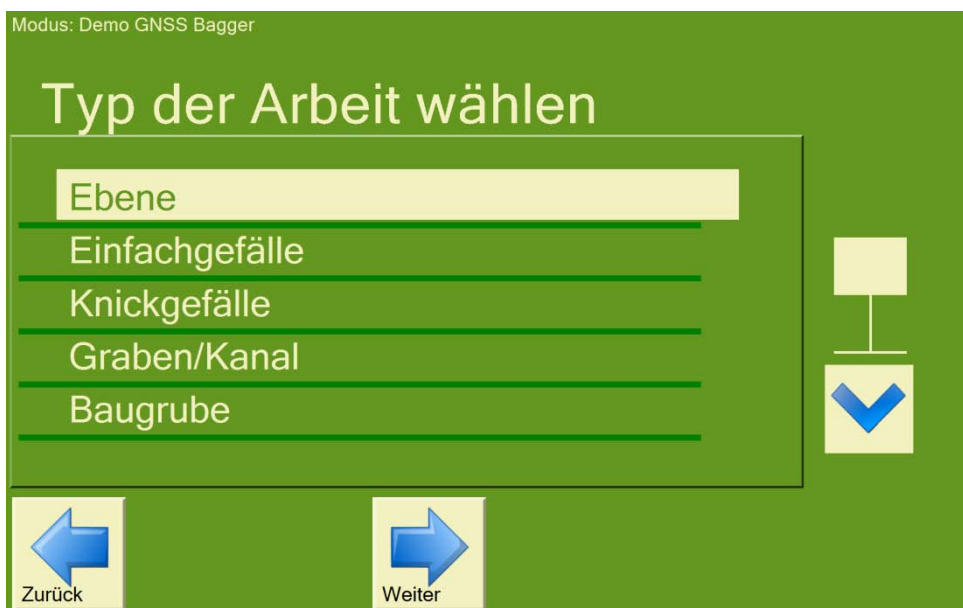 Modus: Demo GNSS Bagger
Typ der Arbeit wählen
Ebene
Einfachgefälle
Knickgefälle
Graben/Kanal
Baugrube
Zurück
Weiter